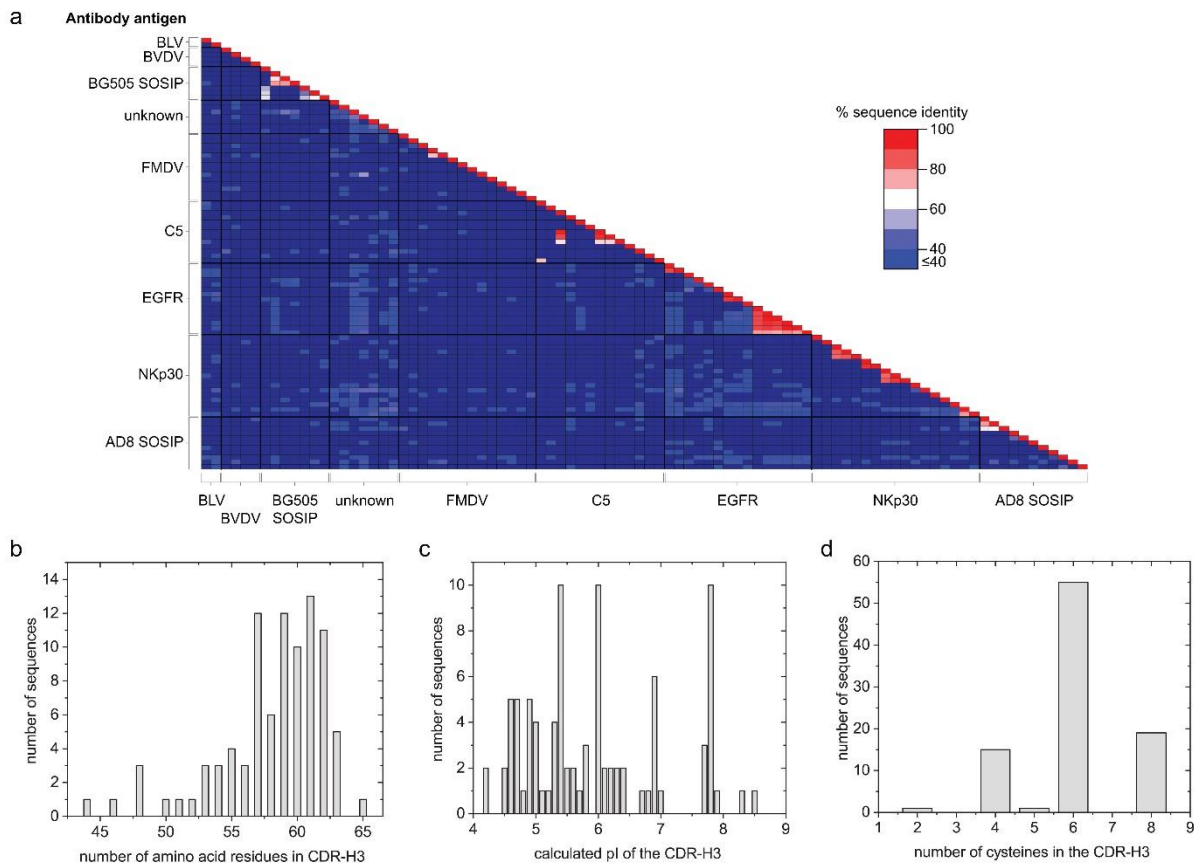 a
Antibody antigen
BLV
BVDV
BG505 SOSIP
unknown
FMDV
C5
EGFR
NKp30
AD8 SOSIP
% sequence identity
100
80
60
40
≤40
BLV
BVDV
BG505
SOSIP
unknown
FMDV
C5
EGFR
NKp30
AD8 SOSIP
b
number of sequences
14
12
10
8
6
4
2
0
45 50 55 60 65
number of amino acid residues in CDR-H3
c
number of sequences
10
8
6
4
2
0
4 5 6 7 8 9
calculated pI of the CDR-H3
d
number of sequences
60
50
40
30
20
10
0
1 2 3 4 5 6 7 8 9
number of cysteines in the CDR-H3